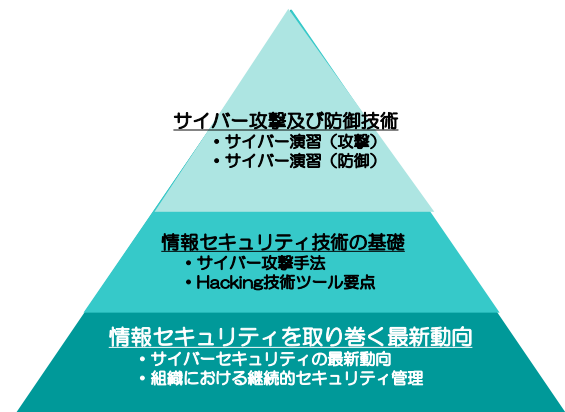 サイバー攻撃及び防御技術
・サイバー演習（攻撃）
・サイバー演習（防御）
情報セキュリティ技術の基礎
・サイバー攻撃手法
・Hacking技術ツール要点
情報セキュリティを取り巻く最新動向
・サイバーセキュリティの最新動向
・組織における継続的セキュリティ管理